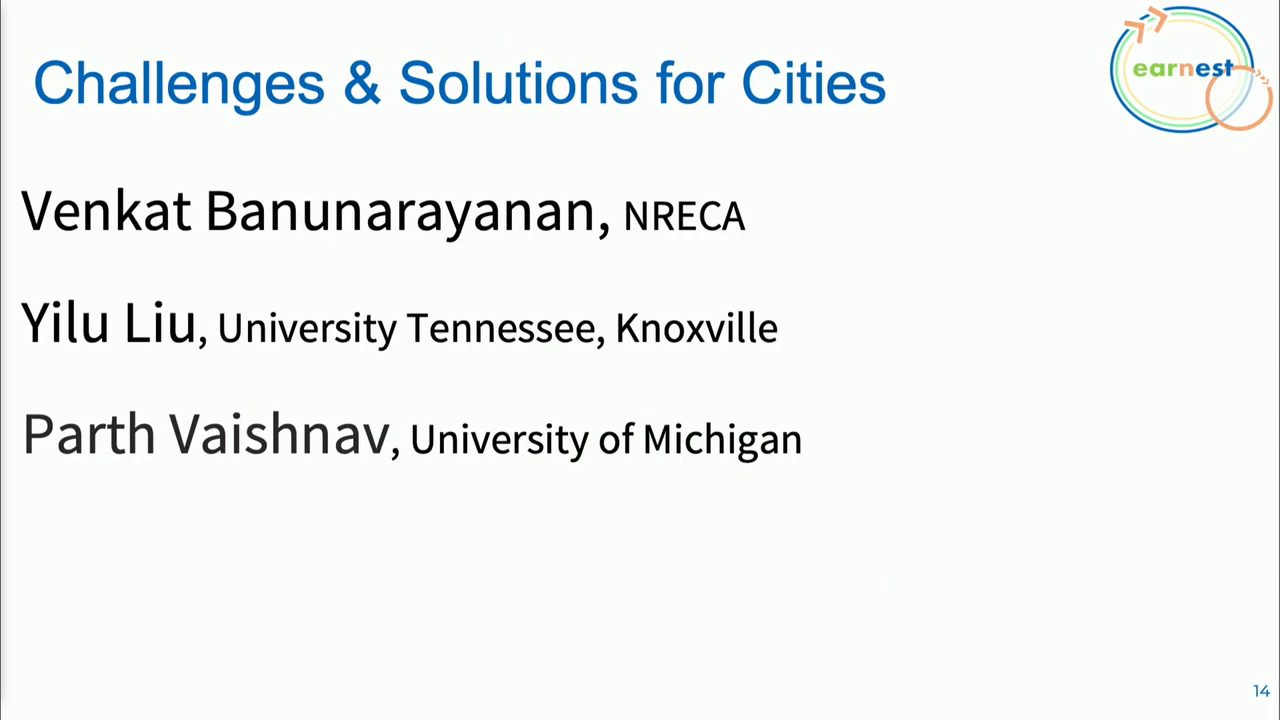 Challenges & Solutions for Cities
earnest
Venkat Banunarayanan, NRECA
Yilu Liu, University Tennessee, Knoxville
Parth Vaishnav, University of Michigan
14